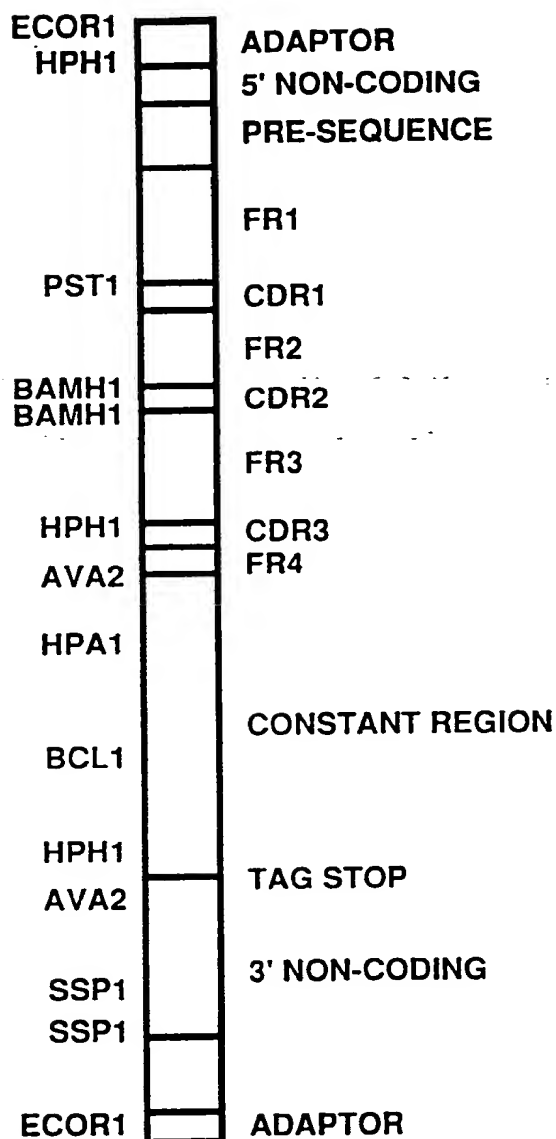 ECOR1 ADAPTOR
HPH1
5' NON-CODING
PRE-SEQUENCE
FR1
PST1 CDR1
FR2
BAMH1 CDR2
BAMH1
FR3
HPH1 CDR3
AVA2 FR4
HPA1
CONSTANT REGION
BCL1
HPH1
TAG STOP
AVA2
3' NON-CODING
SSP1
SSP1
ECOR1 ADAPTOR